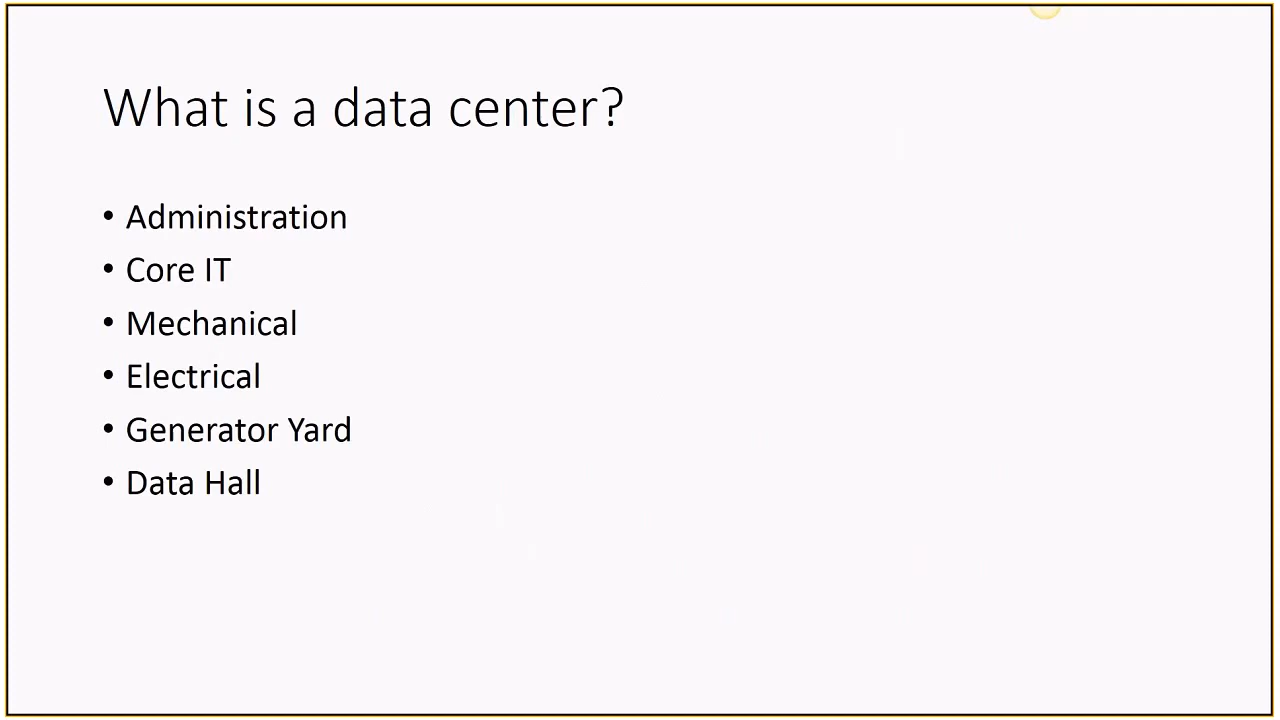 What is a data center?
• Administration
• Core IT
• Mechanical
• Electrical
• Generator Yard
• Data Hall